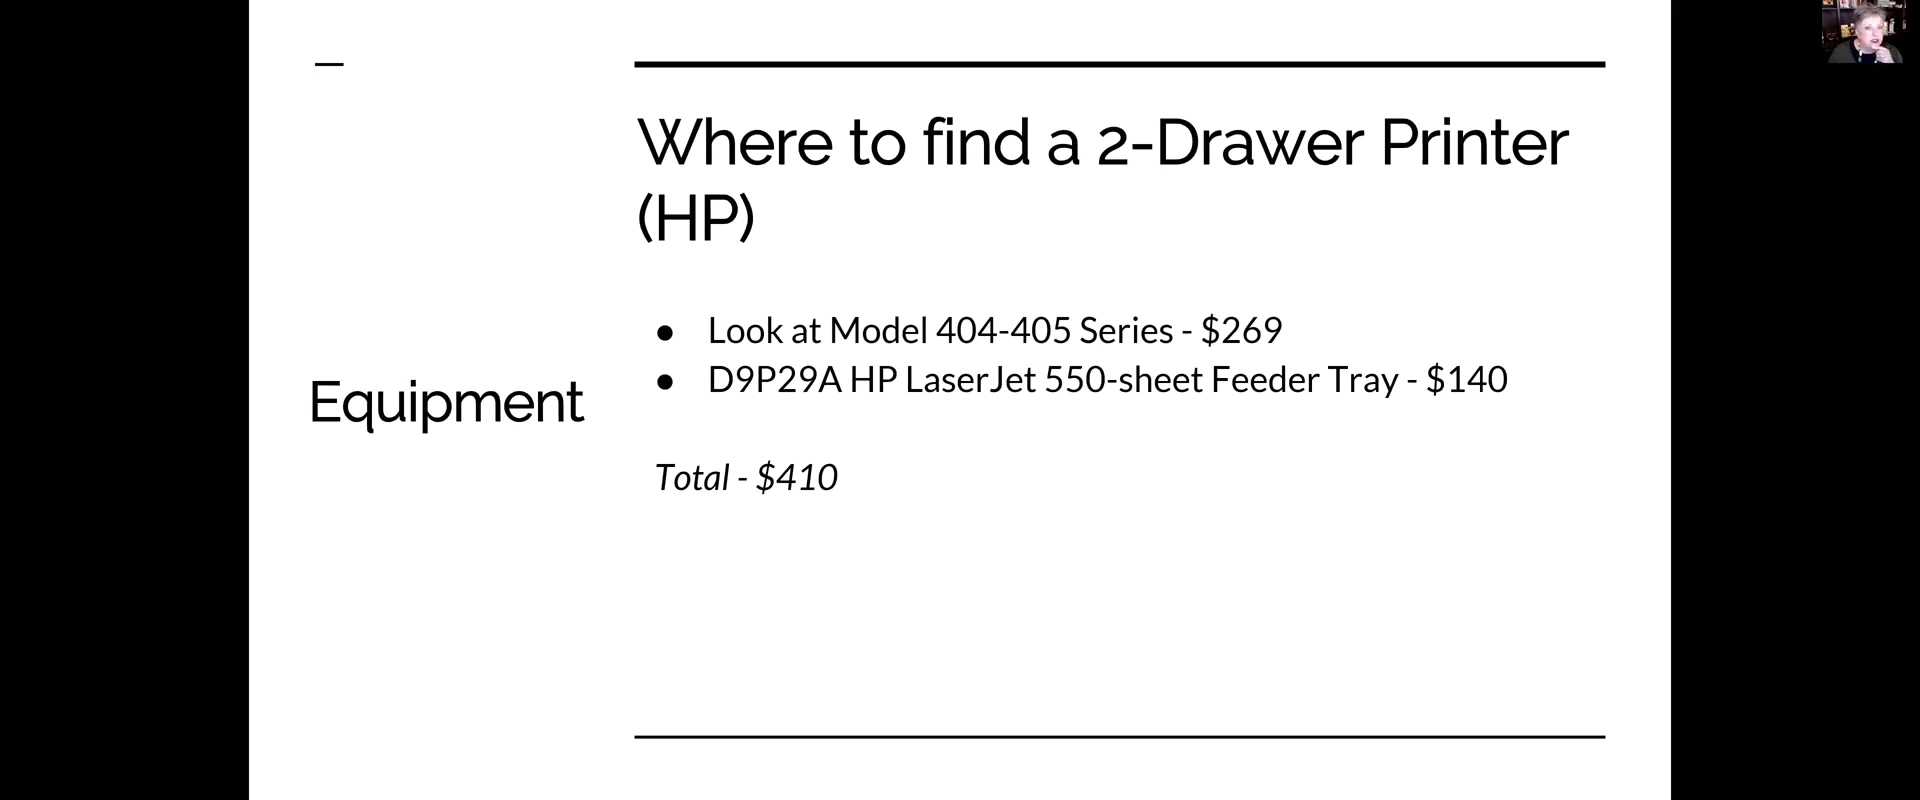 Where to find a 2-Drawer Printer
(HP)
Equipment
● Look at Model 404-405 Series - $269
● D9P29A HP LaserJet 550-sheet Feeder Tray - $140
Total - $410